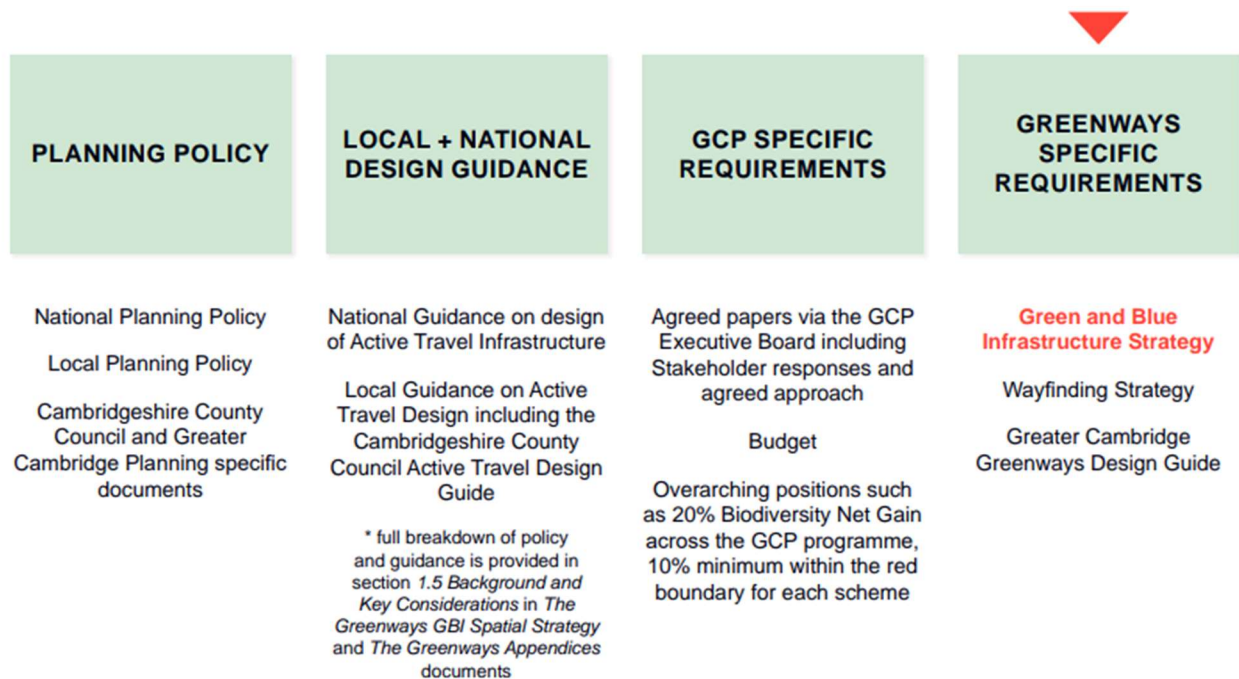 PLANNING POLICY
LOCAL + NATIONAL
DESIGN GUIDANCE
GCP SPECIFIC
REQUIREMENTS
GREENWAYS
SPECIFIC
REQUIREMENTS
National Planning Policy
Local Planning Policy
Cambridgeshire County
Council and Greater
Cambridge Planning specific
documents
National Guidance on design
of Active Travel Infrastructure
Local Guidance on Active
Travel Design including the
Cambridgeshire County
Council Active Travel Design
Guide
* full breakdown of policy
and guidance is provided in
section 1.5 Background and
Key Considerations in The
Greenways GBI Spatial Strategy
and The Greenways Appendices
documents
Agreed papers via the GCP
Executive Board including
Stakeholder responses and
agreed approach
Budget
Overarching positions such
as 20% Biodiversity Net Gain
across the GCP programme,
10% minimum within the red
boundary for each scheme
Green and Blue
Infrastructure Strategy
Wayfinding Strategy
Greater Cambridge
Greenways Design Guide